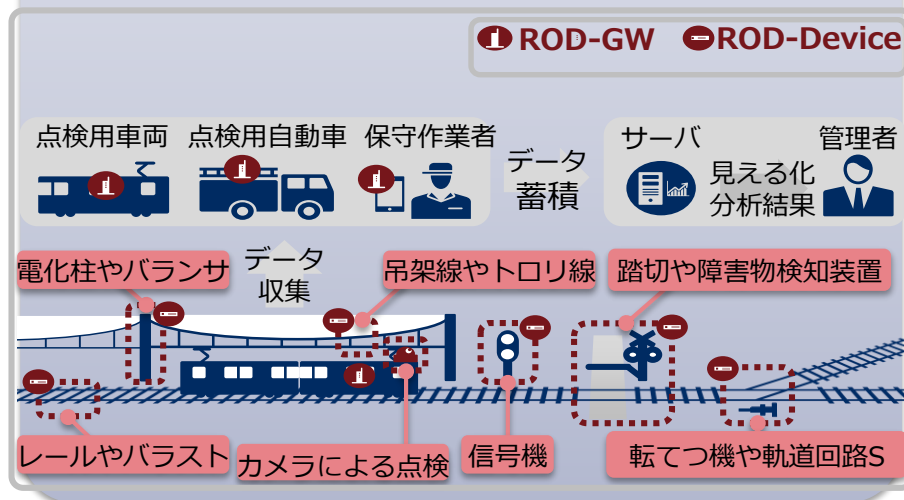 ROD-GW ROD-Device
点検用車両 点検用自動車 保守作業者
データ
蓄積
サーバ
見える化
分析結果
管理者
データ
収集
電化柱やバランサ
吊架線やトロリ線
踏切や障害物検知装置
レールやバラスト
カメラによる点検
信号機
転てつ機や軌道回路S